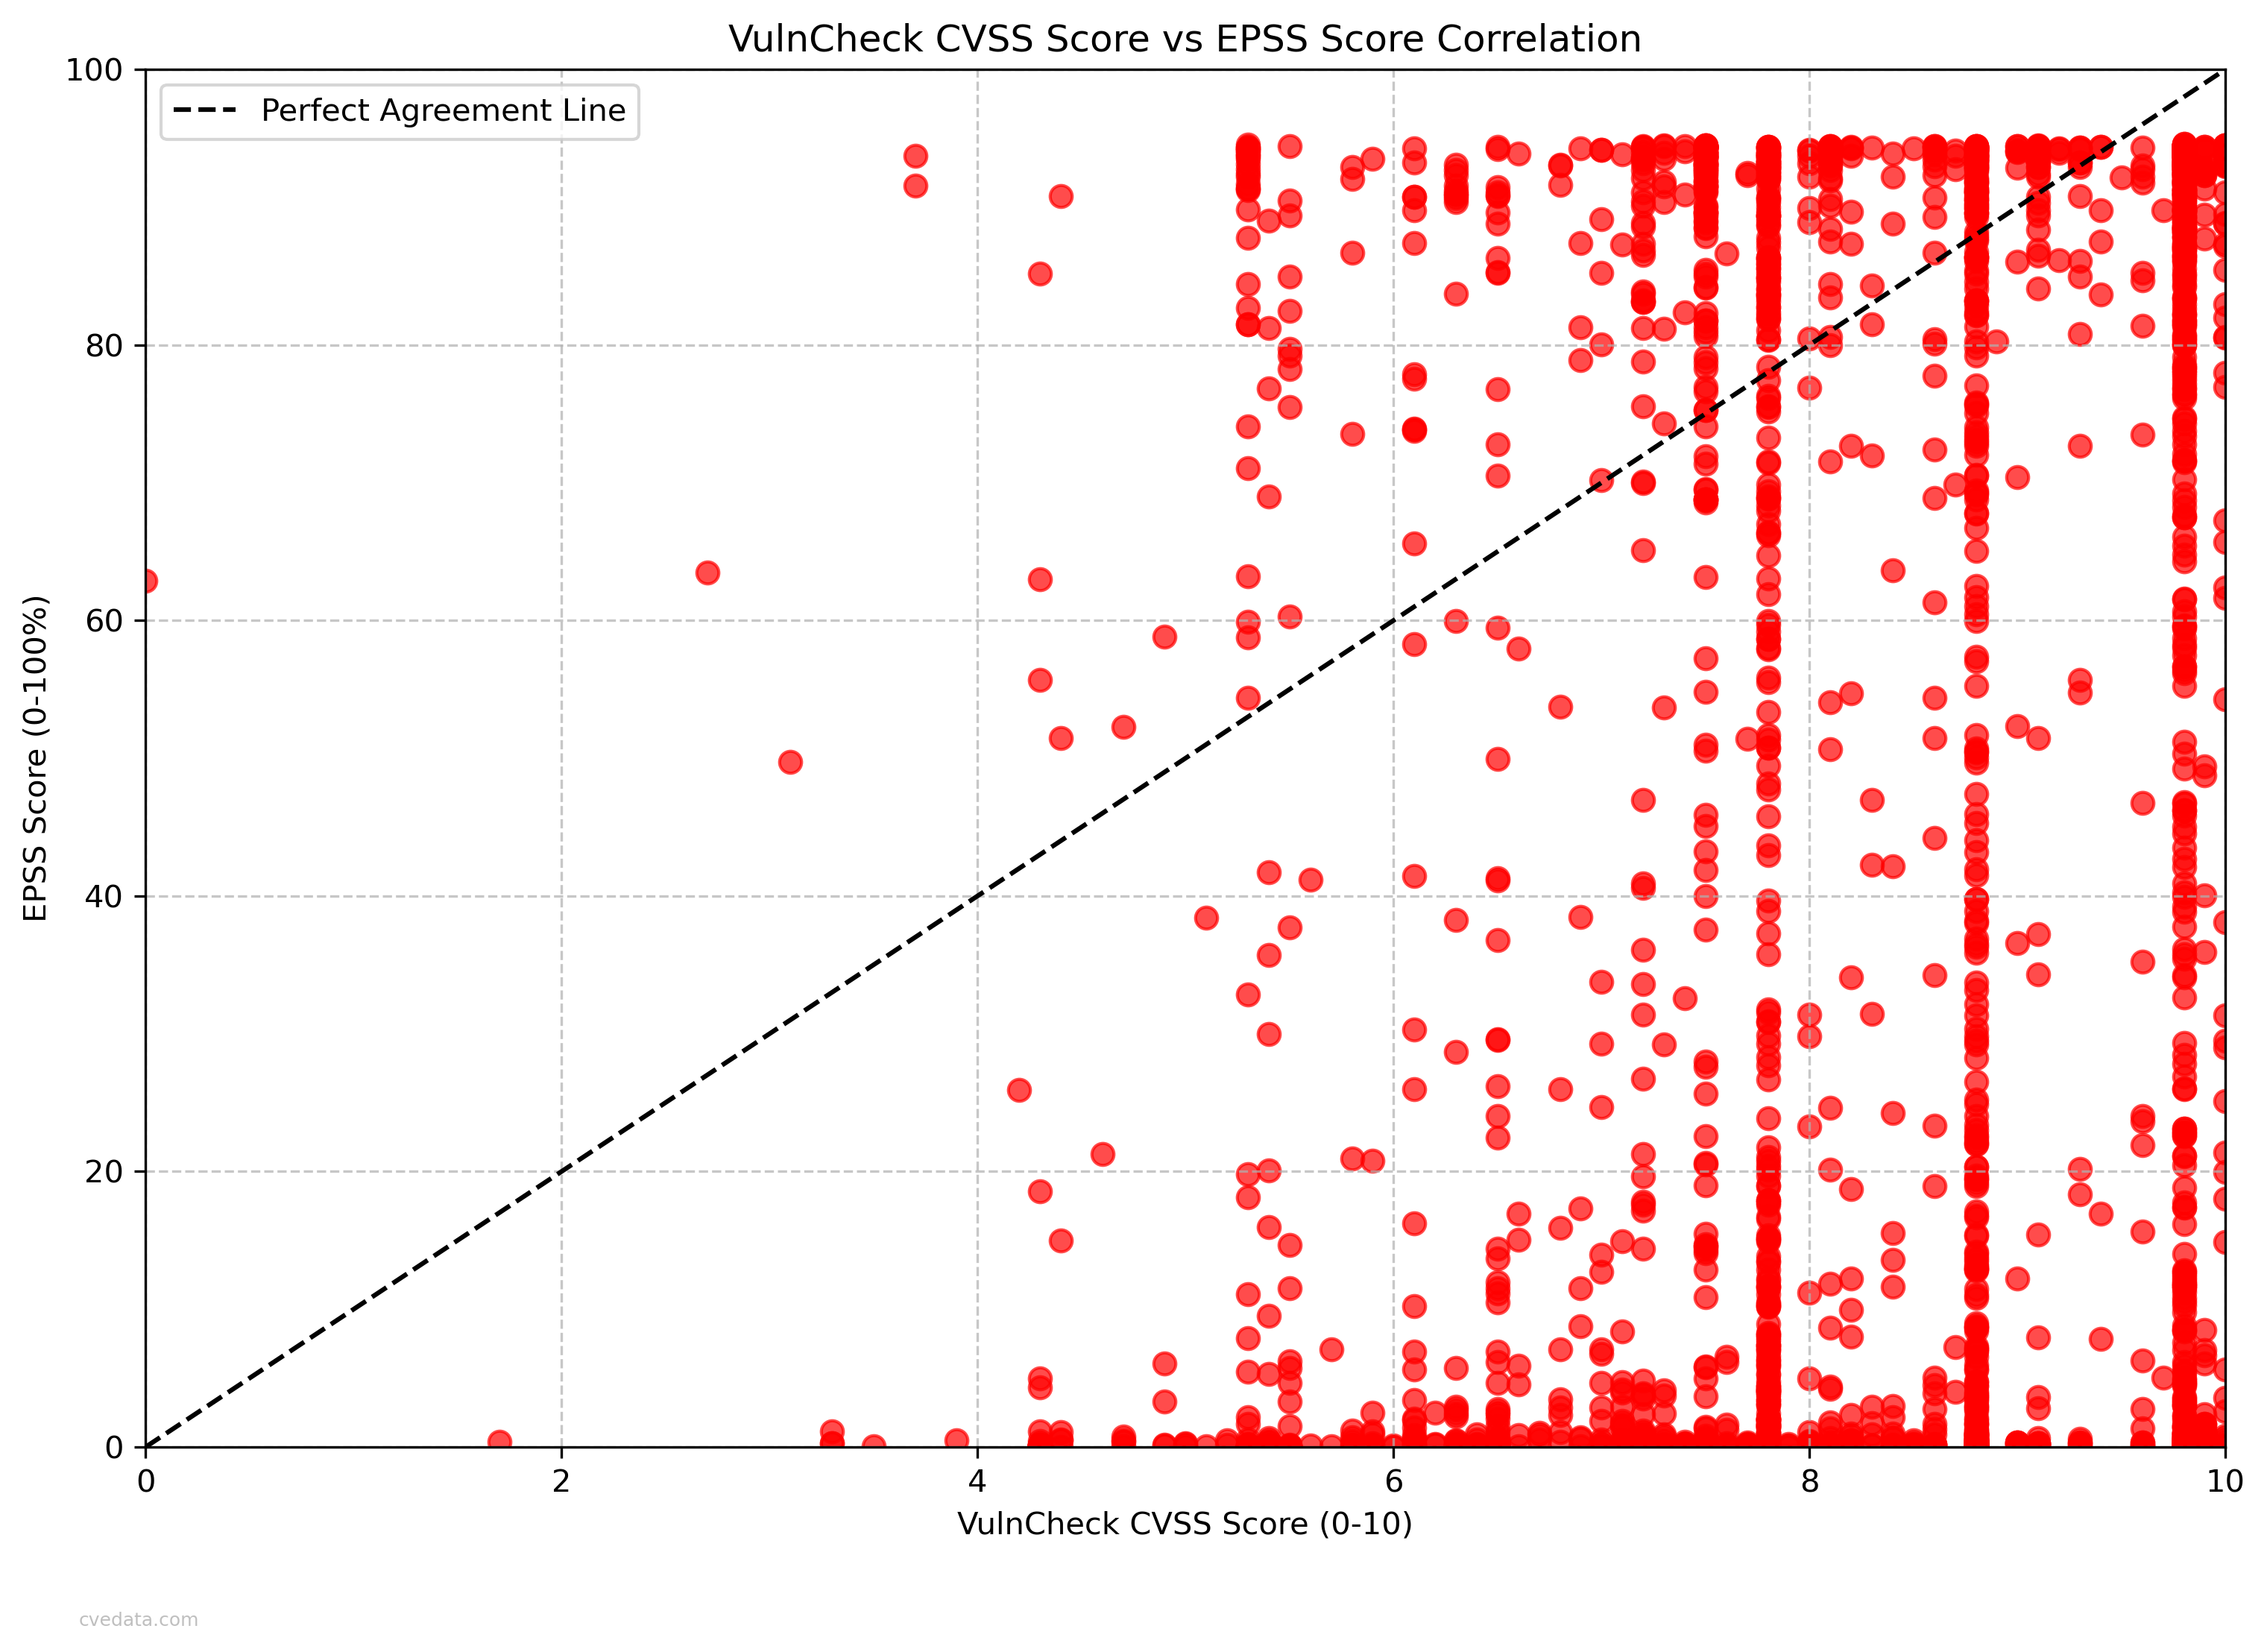 VulnCheck CVSS Score vs EPSS Score Correlation
100
Perfect Agreement Line
80
60
EPSS Score (0-100%)
40
20
0
0 2 4 6 8 10
VulnCheck CVSS Score (0-10)
cvedata.com